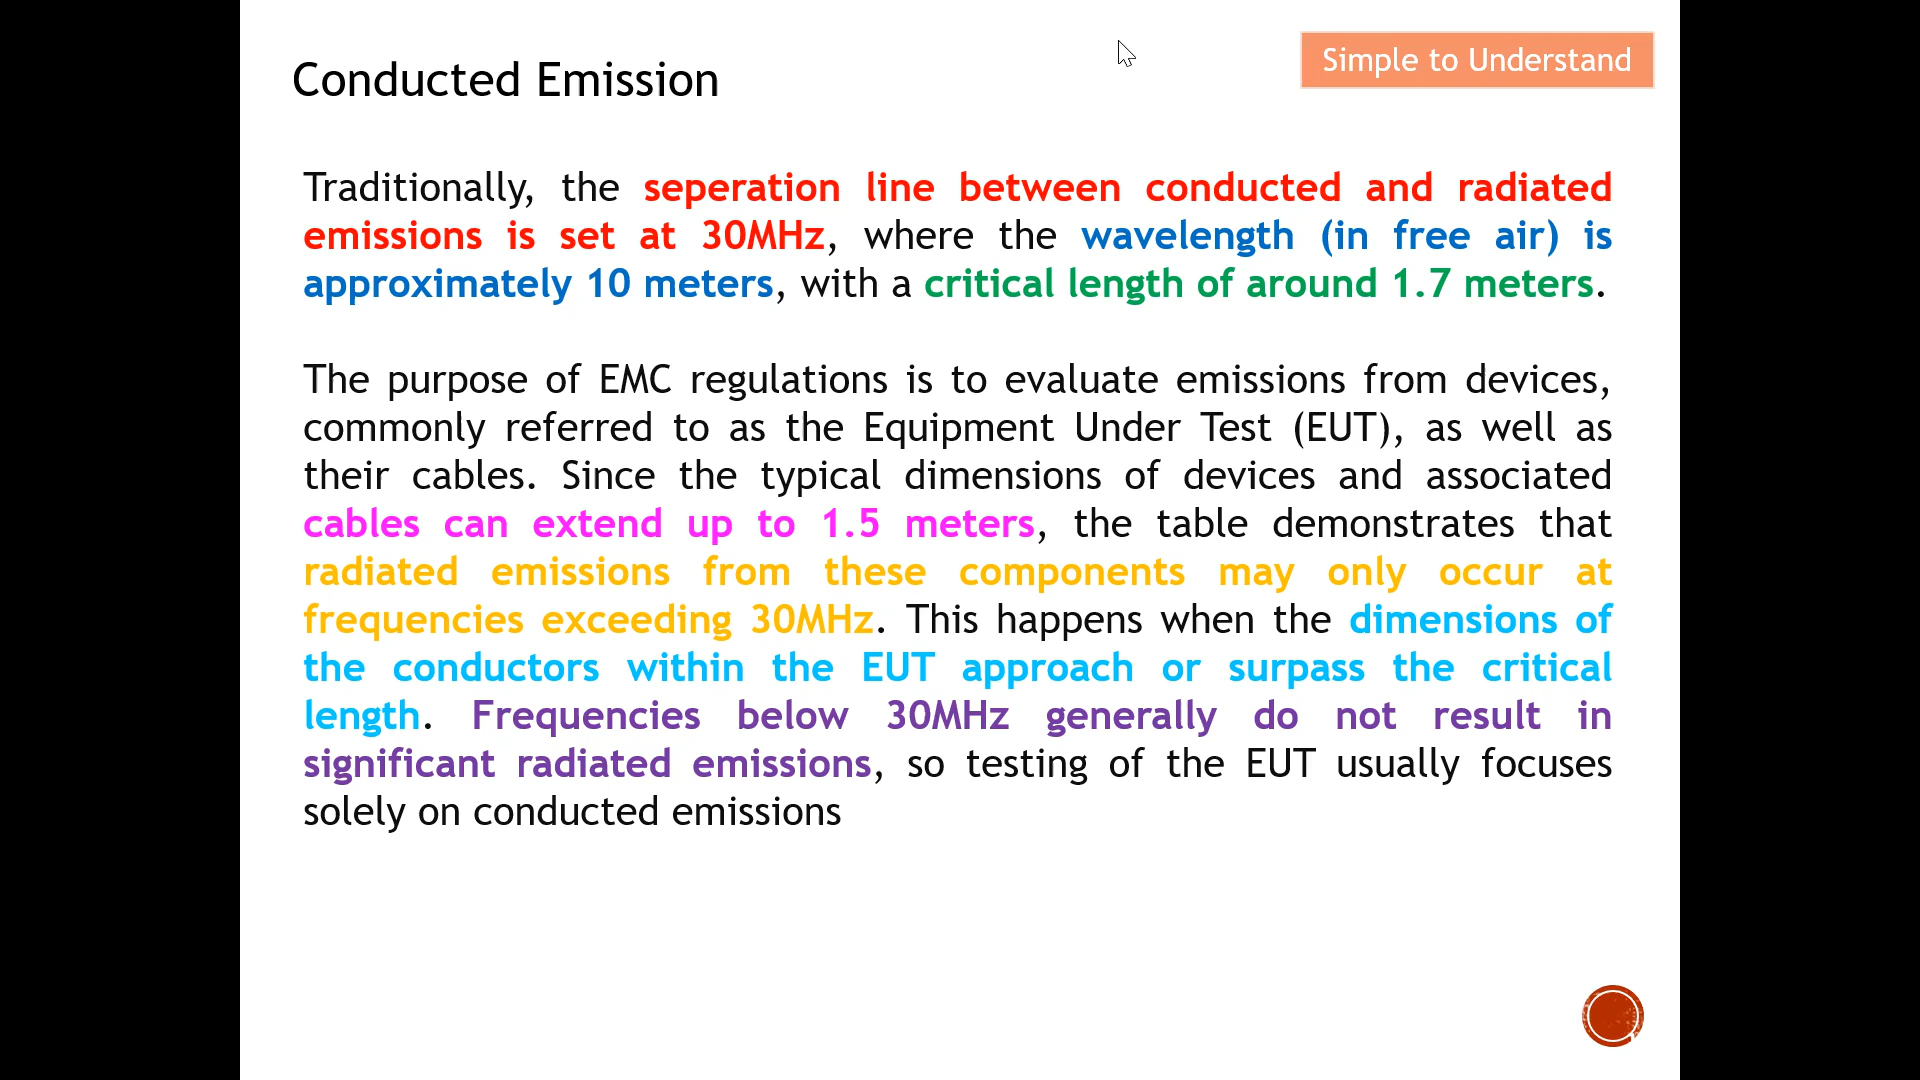 Conducted Emission
Simple to Understand
Traditionally, the seperation line between conducted and radiated
emissions is set at 30MHz, where the wavelength (in free air) is
approximately 10 meters, with a critical length of around 1.7 meters.
The purpose of EMC regulations is to evaluate emissions from devices,
commonly referred to as the Equipment Under Test (EUT), as well as
their cables. Since the typical dimensions of devices and associated
cables can extend up to 1.5 meters, the table demonstrates that
radiated emissions from these components may only occur at
frequencies exceeding 30MHz. This happens when the dimensions of
the conductors within the EUT approach or surpass the critical
length. Frequencies below 30MHz generally do not result in
significant radiated emissions, so testing of the EUT usually focuses
solely on conducted emissions